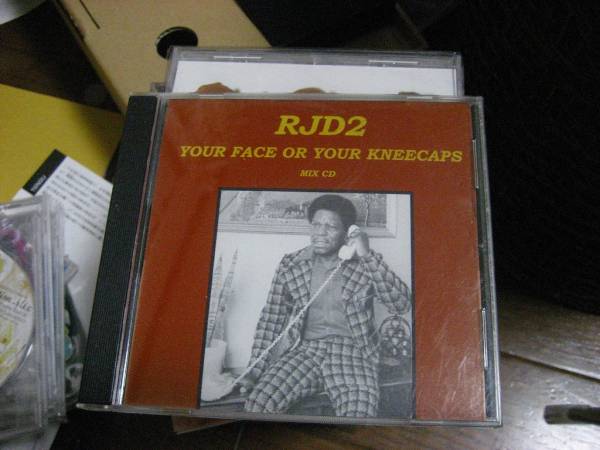 RJD2
YOUR FACE OR YOUR KNEECAPS
MIX CD